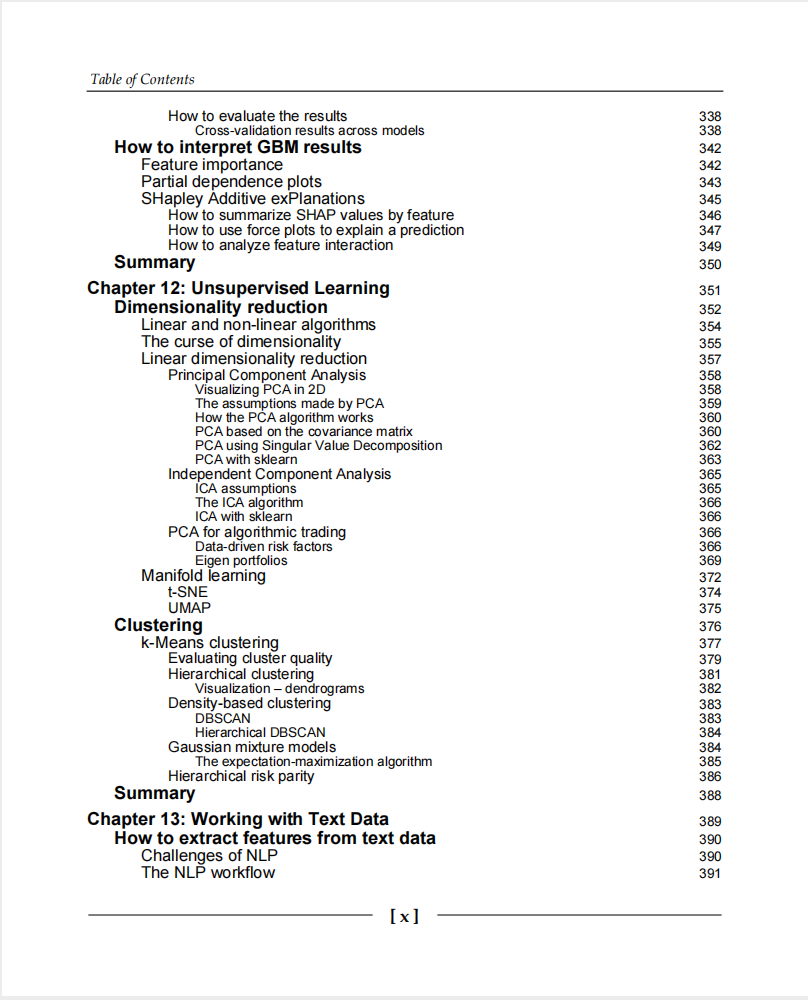 Table of Contents
How to evaluate the results 338
Cross-validation results across models 338
How to interpret GBM results 342
Feature importance 342
Partial dependence plots 343
SHapley Additive exPlanations 345
How to summarize SHAP values by feature 346
How to use force plots to explain a prediction 347
How to analyze feature interaction 349
Summary 350
Chapter 12: Unsupervised Learning 351
Dimensionality reduction 352
Linear and non-linear algorithms 354
The curse of dimensionality 355
Linear dimensionality reduction 357
Principal Component Analysis 358
Visualizing PCA in 2D 358
The assumptions made by PCA 359
How the PCA algorithm works 360
PCA based on the covariance matrix 360
PCA using Singular Value Decomposition 362
PCA with sklearn 363
Independent Component Analysis 365
ICA assumptions 365
The ICA algorithm 366
ICA with sklearn 366
PCA for algorithmic trading 366
Data-driven risk factors 366
Eigen portfolios 369
Manifold learning 372
t-SNE 374
UMAP 375
Clustering 376
k-Means clustering 377
Evaluating cluster quality 379
Hierarchical clustering 381
Visualization – dendrograms 382
Density-based clustering 383
DBSCAN 383
Hierarchical DBSCAN 384
Gaussian mixture models 384
The expectation-maximization algorithm 385
Hierarchical risk parity 386
Summary 388
Chapter 13: Working with Text Data 389
How to extract features from text data 390
Challenges of NLP 390
The NLP workflow 391
[ x ]